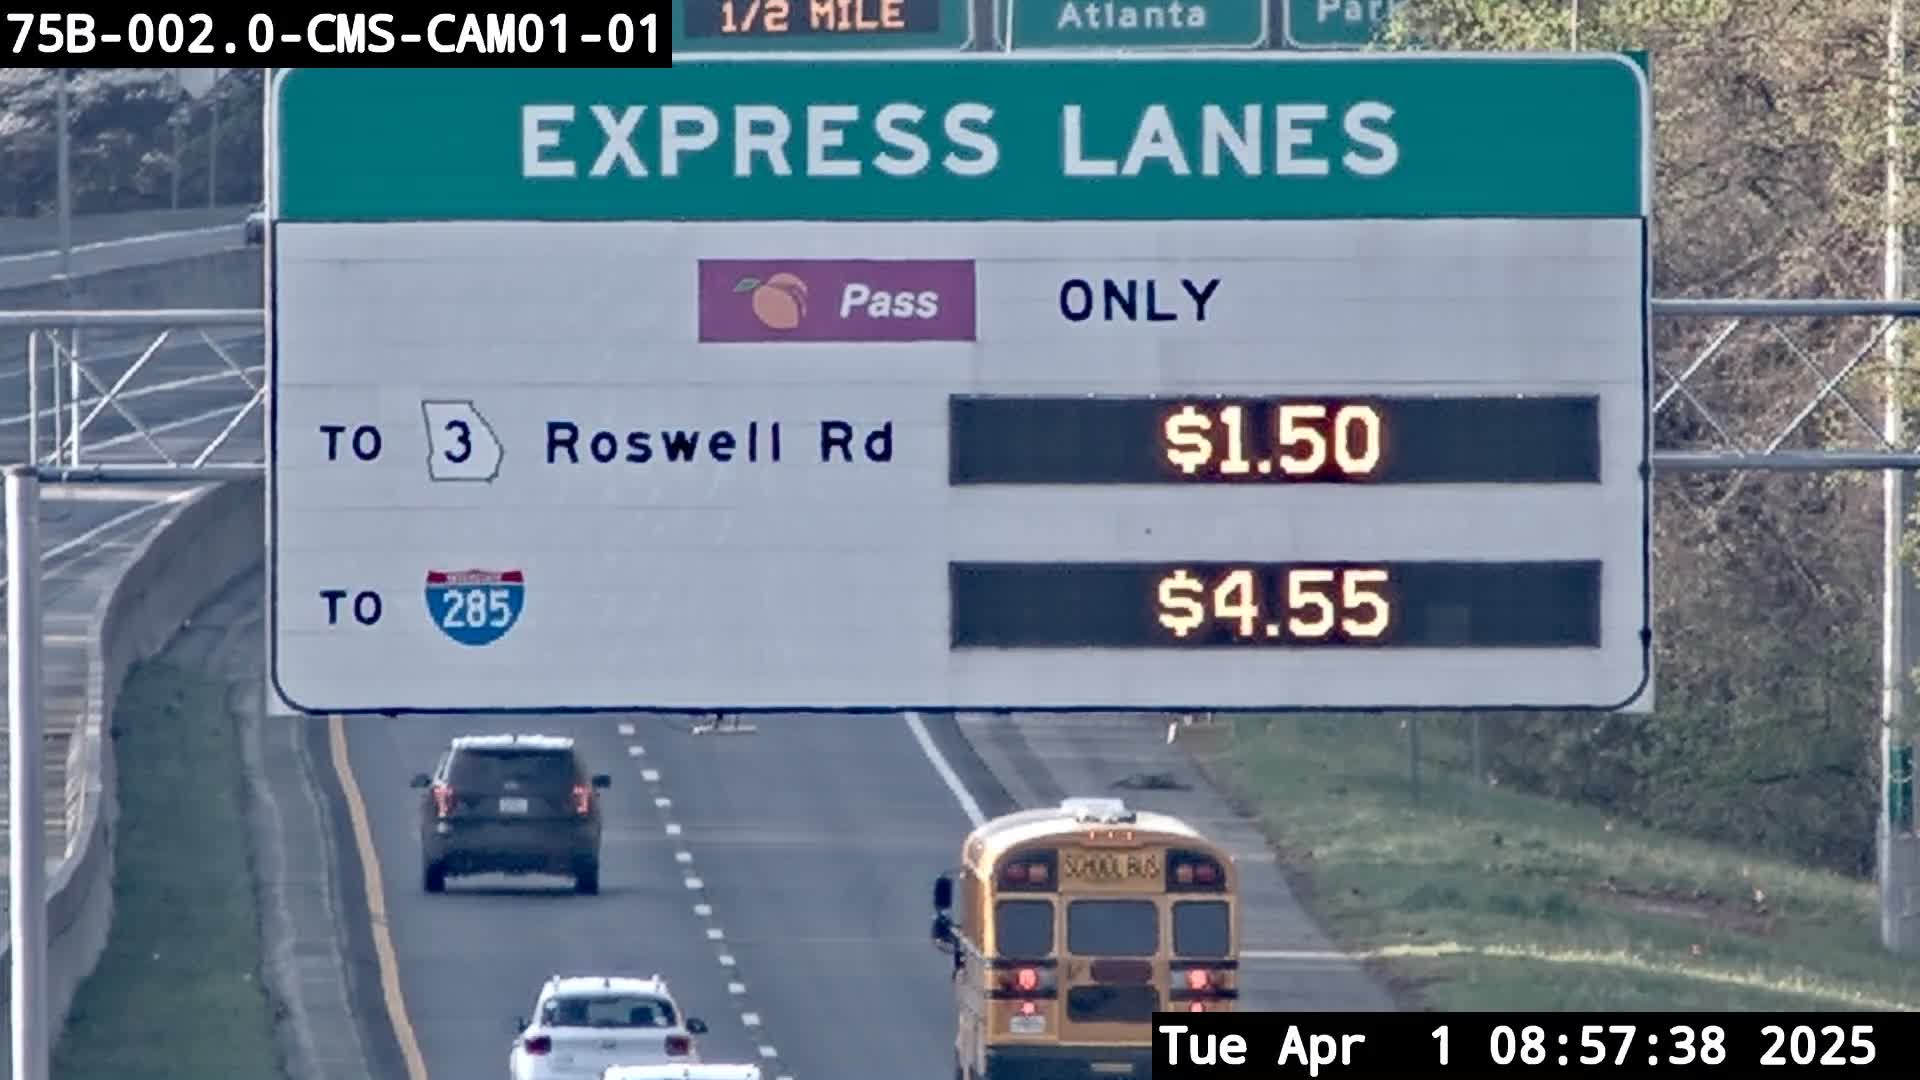 75B-002.0-CMS-CAM01-01
1/2 MILE
Atlanta
EXPRESS LANES
Pass ONLY
TO 3 Roswell Rd $1.50
TO 285 $4.55
SCHOOL BUS
Tue Apr 1 08:57:38 2025